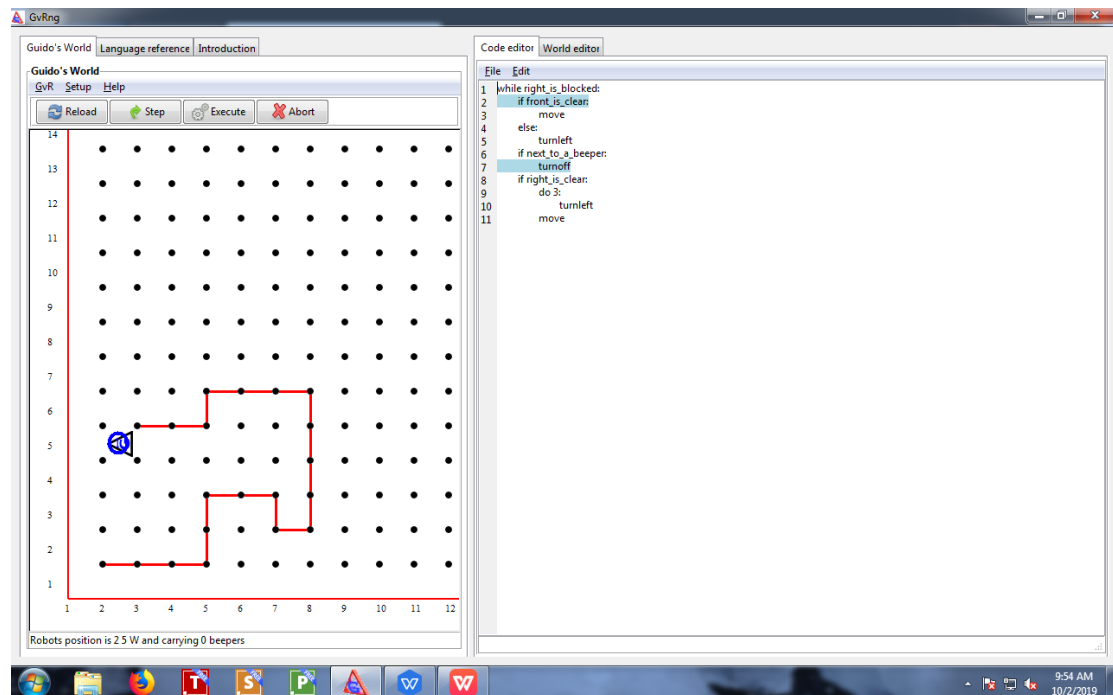 GvRng
Guido's World Language reference Introduction
Guido's World
GvR Setup Help
Reload Step Execute Abort
14
13
12
11
10
9
8
7
6
5
4
3
2
1
1 2 3 4 5 6 7 8 9 10 11 12
Robots position is 2 5 W and carrying 0 beepers
Code editor World editor
File Edit
1 while right_is_blocked:
2 if front_is_clear:
3 move
4 else:
5 turnleft
6 if next_to_a_beeper:
7 turnoff
8 if right_is_clear:
9 do 3:
10 turnleft
11 move
T S P W W
9:54 AM
10/2/2019